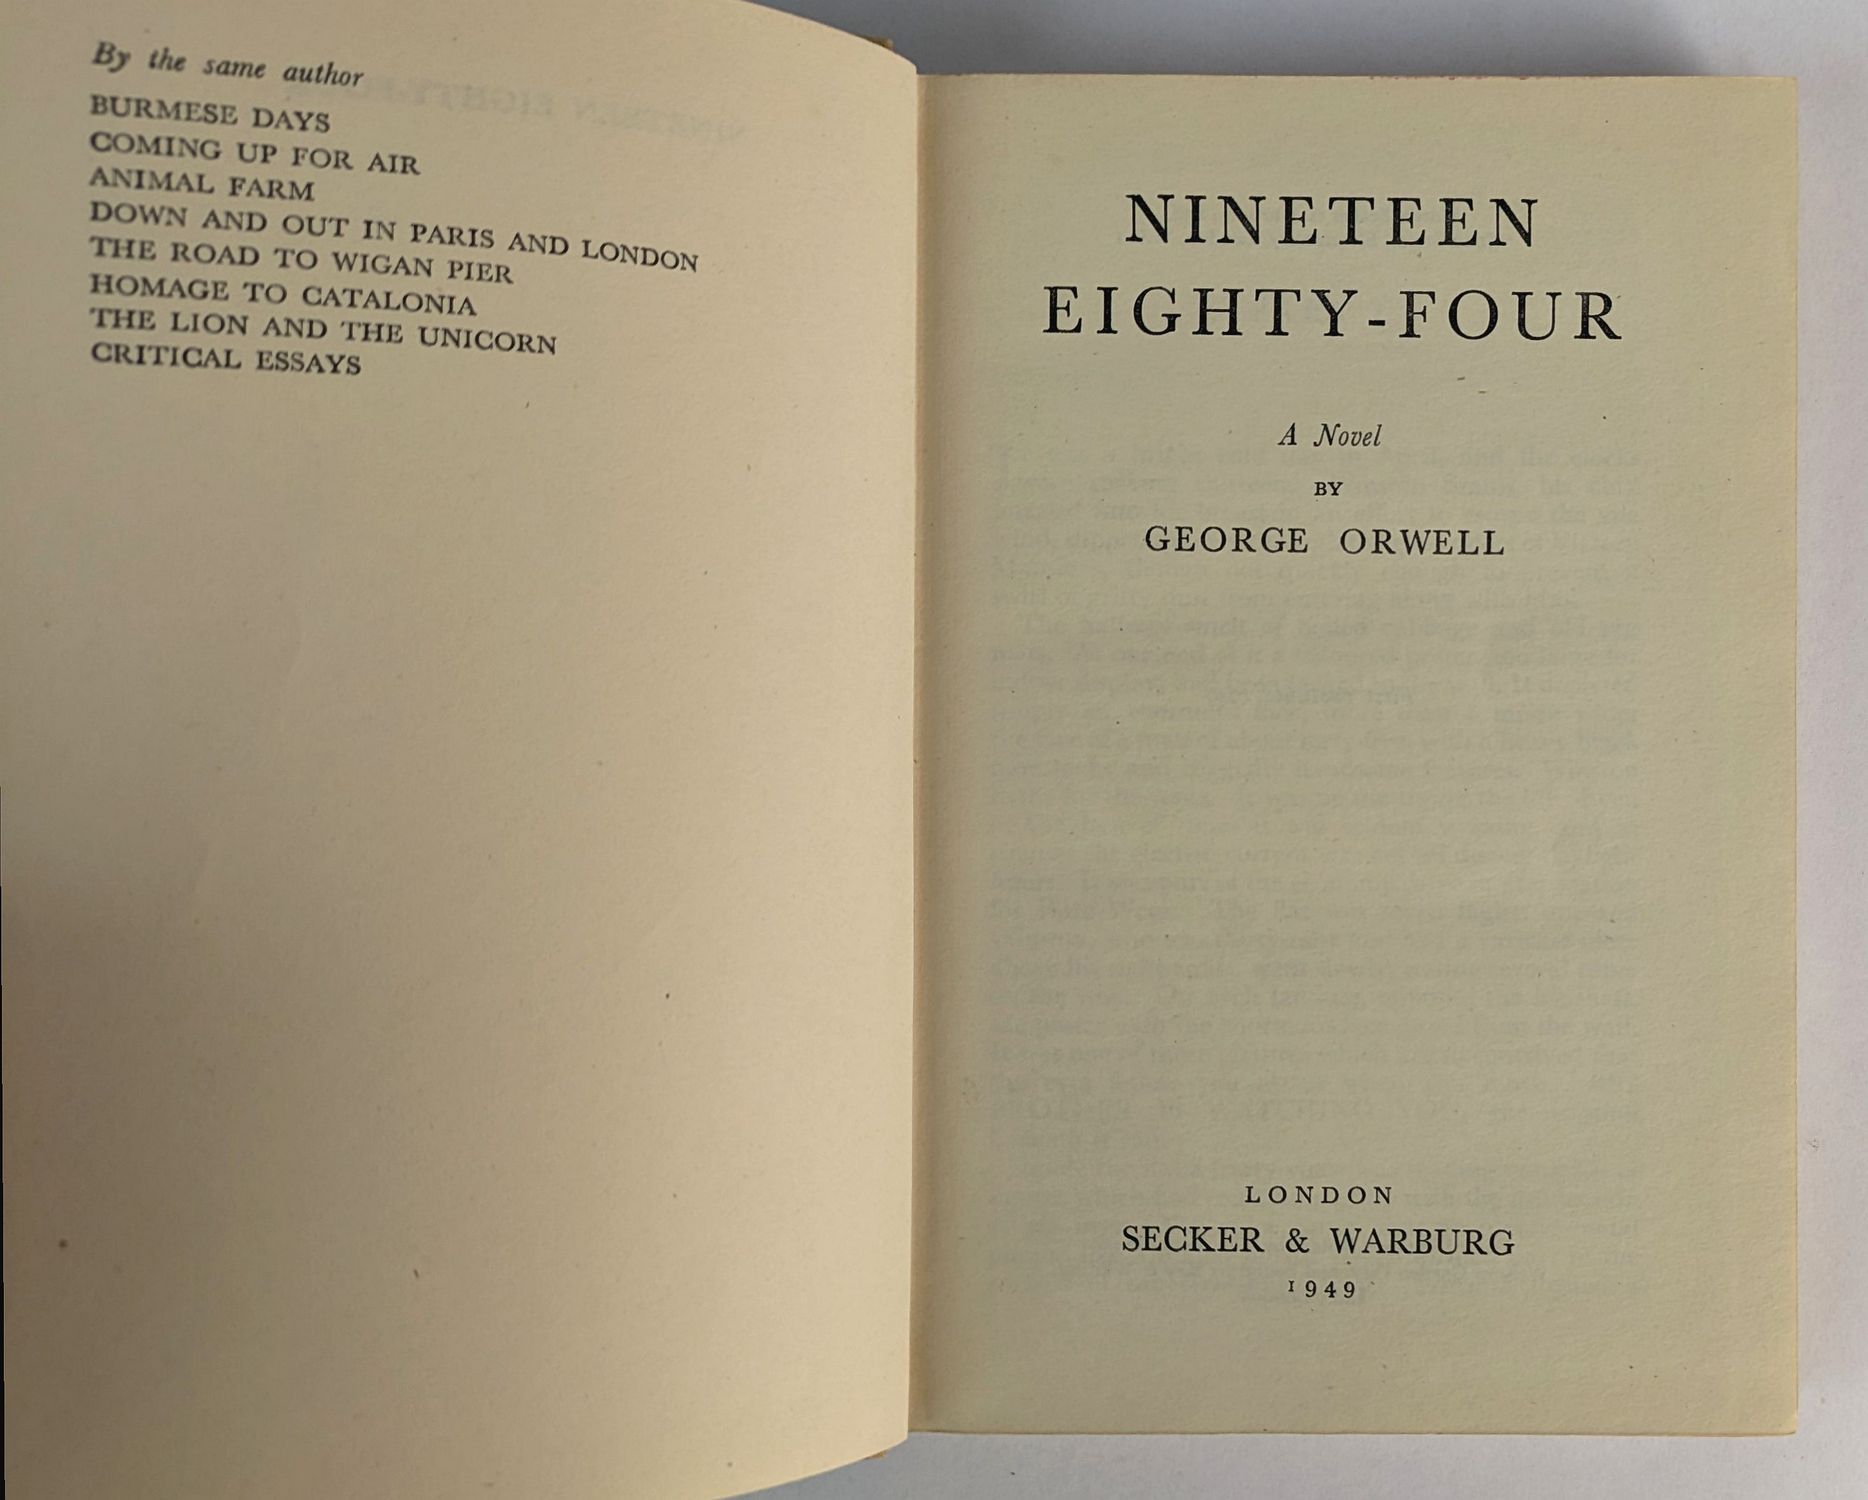 By the same author
BURMESE DAYS
COMING UP FOR AIR
ANIMAL FARM
DOWN AND OUT IN PARIS AND LONDON
THE ROAD TO WIGAN PIER
HOMAGE TO CATALONIA
THE LION AND THE UNICORN
CRITICAL ESSAYS
NINETEEN
EIGHTY-FOUR
A Novel
BY
GEORGE ORWELL
LONDON
SECKER & WARBURG
1949